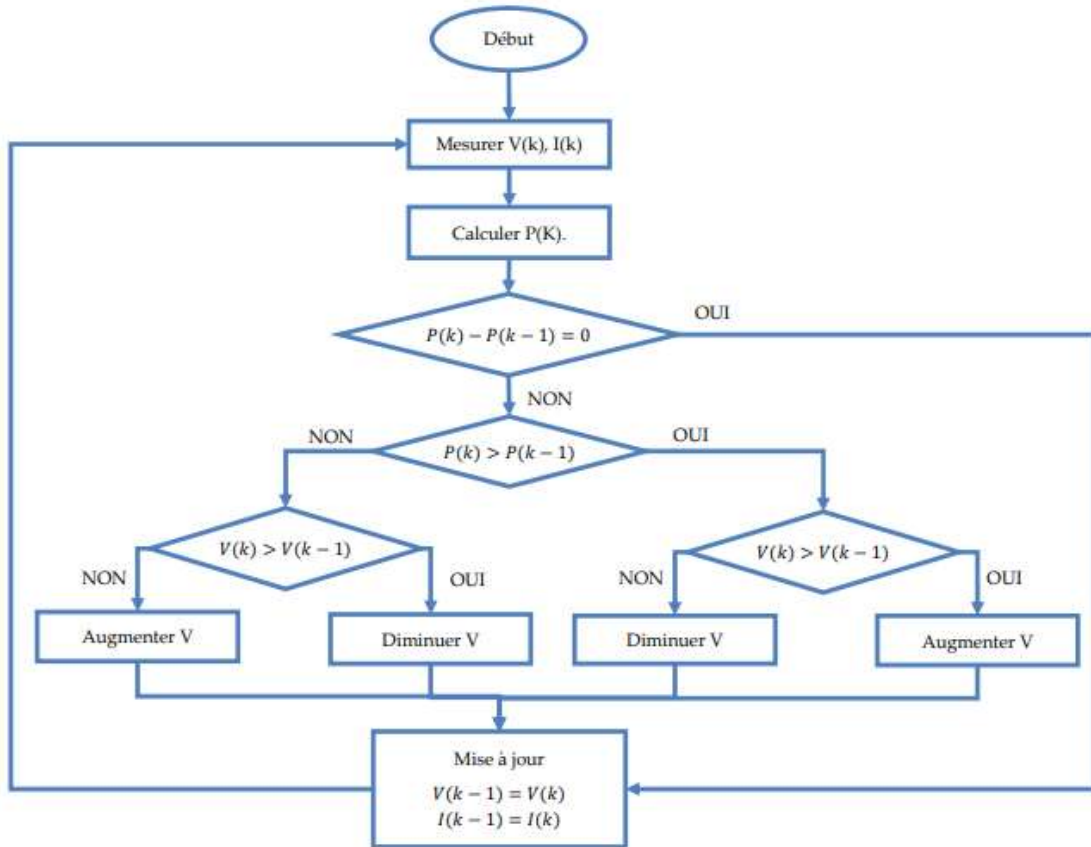 Début
Mesurer V(k), I(k)
Calculer P(K).
P(k) − P(k − 1) = 0
OUI
NON
P(k) > P(k − 1)
NON
OUI
V(k) > V(k − 1)
V(k) > V(k − 1)
NON
OUI
NON
OUI
Augmenter V
Diminuer V
Diminuer V
Augmenter V
Mise à jour
V(k − 1) = V(k)
I(k − 1) = I(k)